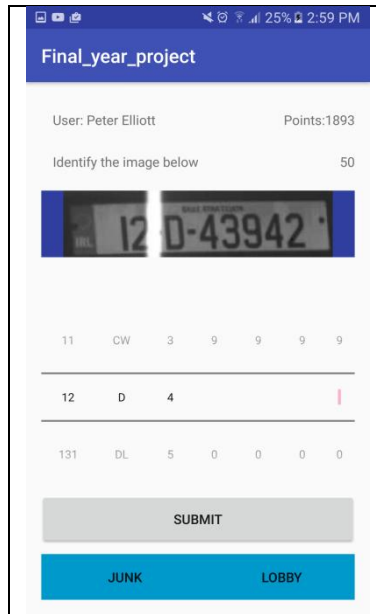 25% 2:59 PM
Final_year_project
User: Peter Elliott Points:1893
Identify the image below 50
IRL 12-D-43942
11 CW 3 9 9 9 9
12 D 4
131 DL 5 0 0 0 0
SUBMIT
JUNK LOBBY